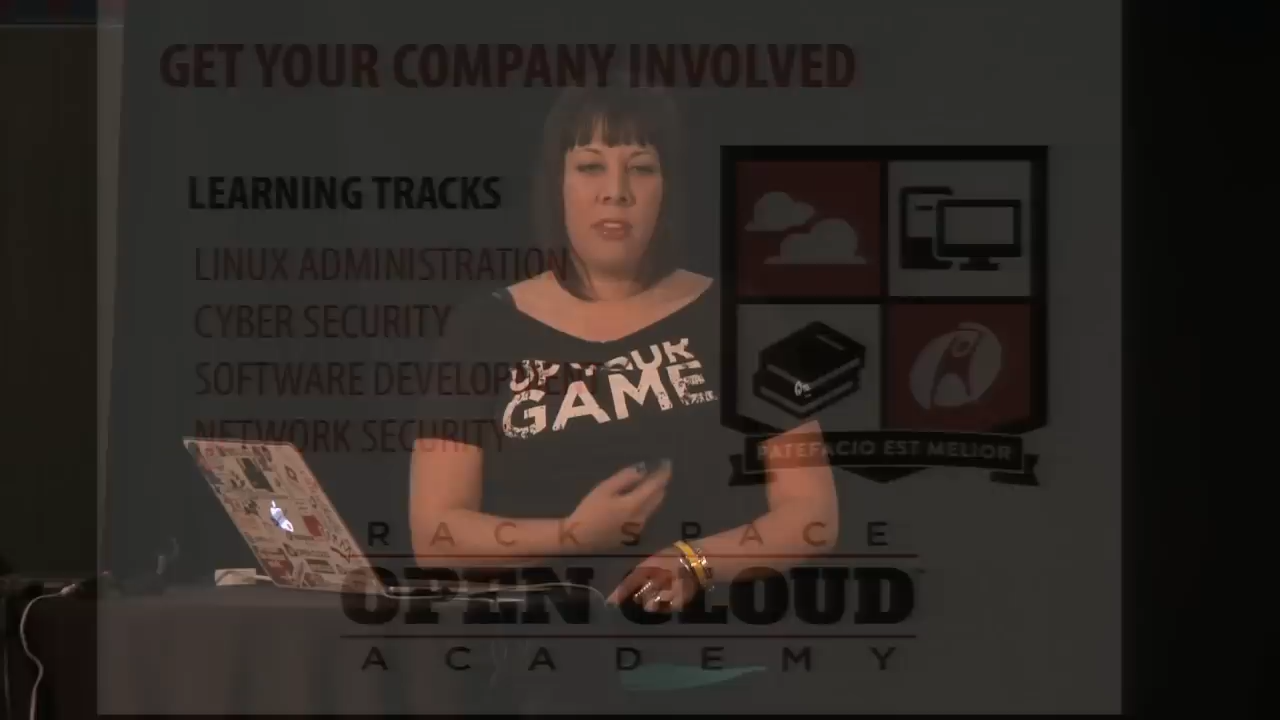 GET YOUR COMPANY INVOLVED
LEARNING TRACKS
LINUX ADMINISTRATION
CYBER SECURITY
SOFTWARE DEVELOPMENT
NETWORK SECURITY
UP YOUR
GAME.
PATEFACIO EST MELIOR
RACKSPACE
OPEN CLOUD
ACADEMY